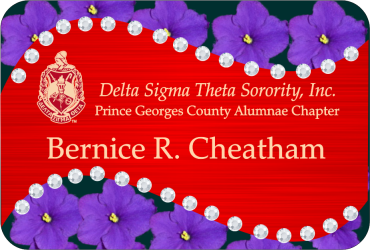 Delta Sigma Theta Sorority, Inc.
Prince Georges County Alumnae Chapter
Bernice R. Cheatham